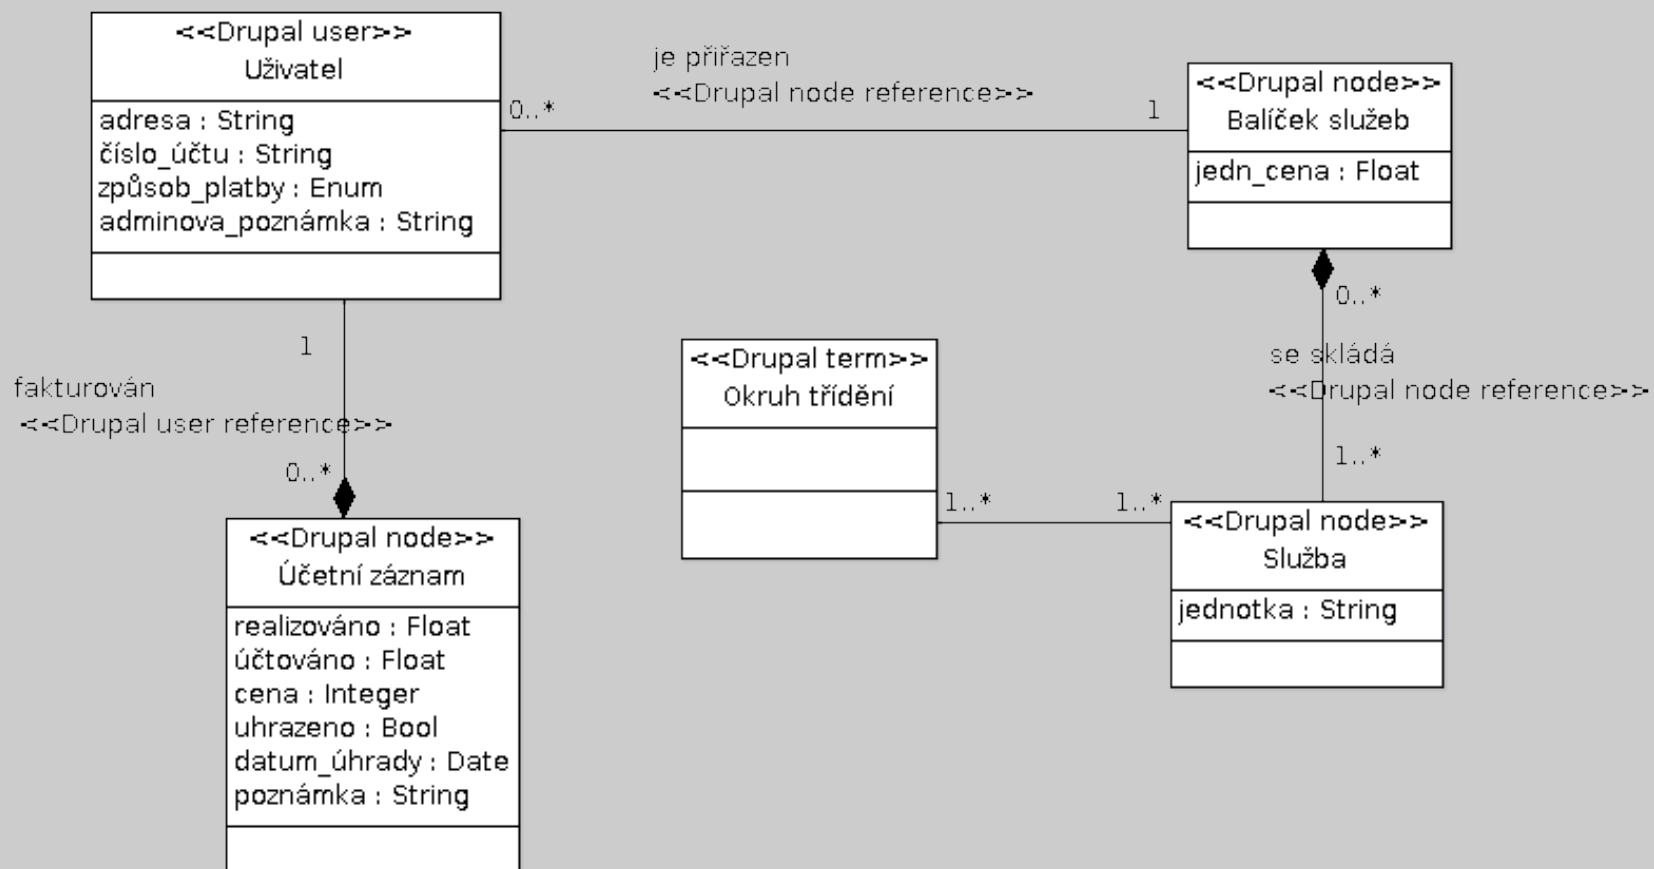 <<Drupal user>>
Uživatel
adresa : String
číslo_účtu : String
způsob_platby : Enum
adminova_poznámka : String
je přiřazen
<<Drupal node reference>>
0..*
1
<<Drupal node>>
Balíček služeb
jedn_cena : Float
0..*
se skládá
<<Drupal node reference>>
1..*
1
fakturován
<<Drupal user reference>>
0..*
<<Drupal term>>
Okruh třídění
1..*
1..*
<<Drupal node>>
Služba
jednotka : String
<<Drupal node>>
Účetní záznam
realizováno : Float
účtováno : Float
cena : Integer
uhrazeno : Bool
datum_úhrady : Date
poznámka : String